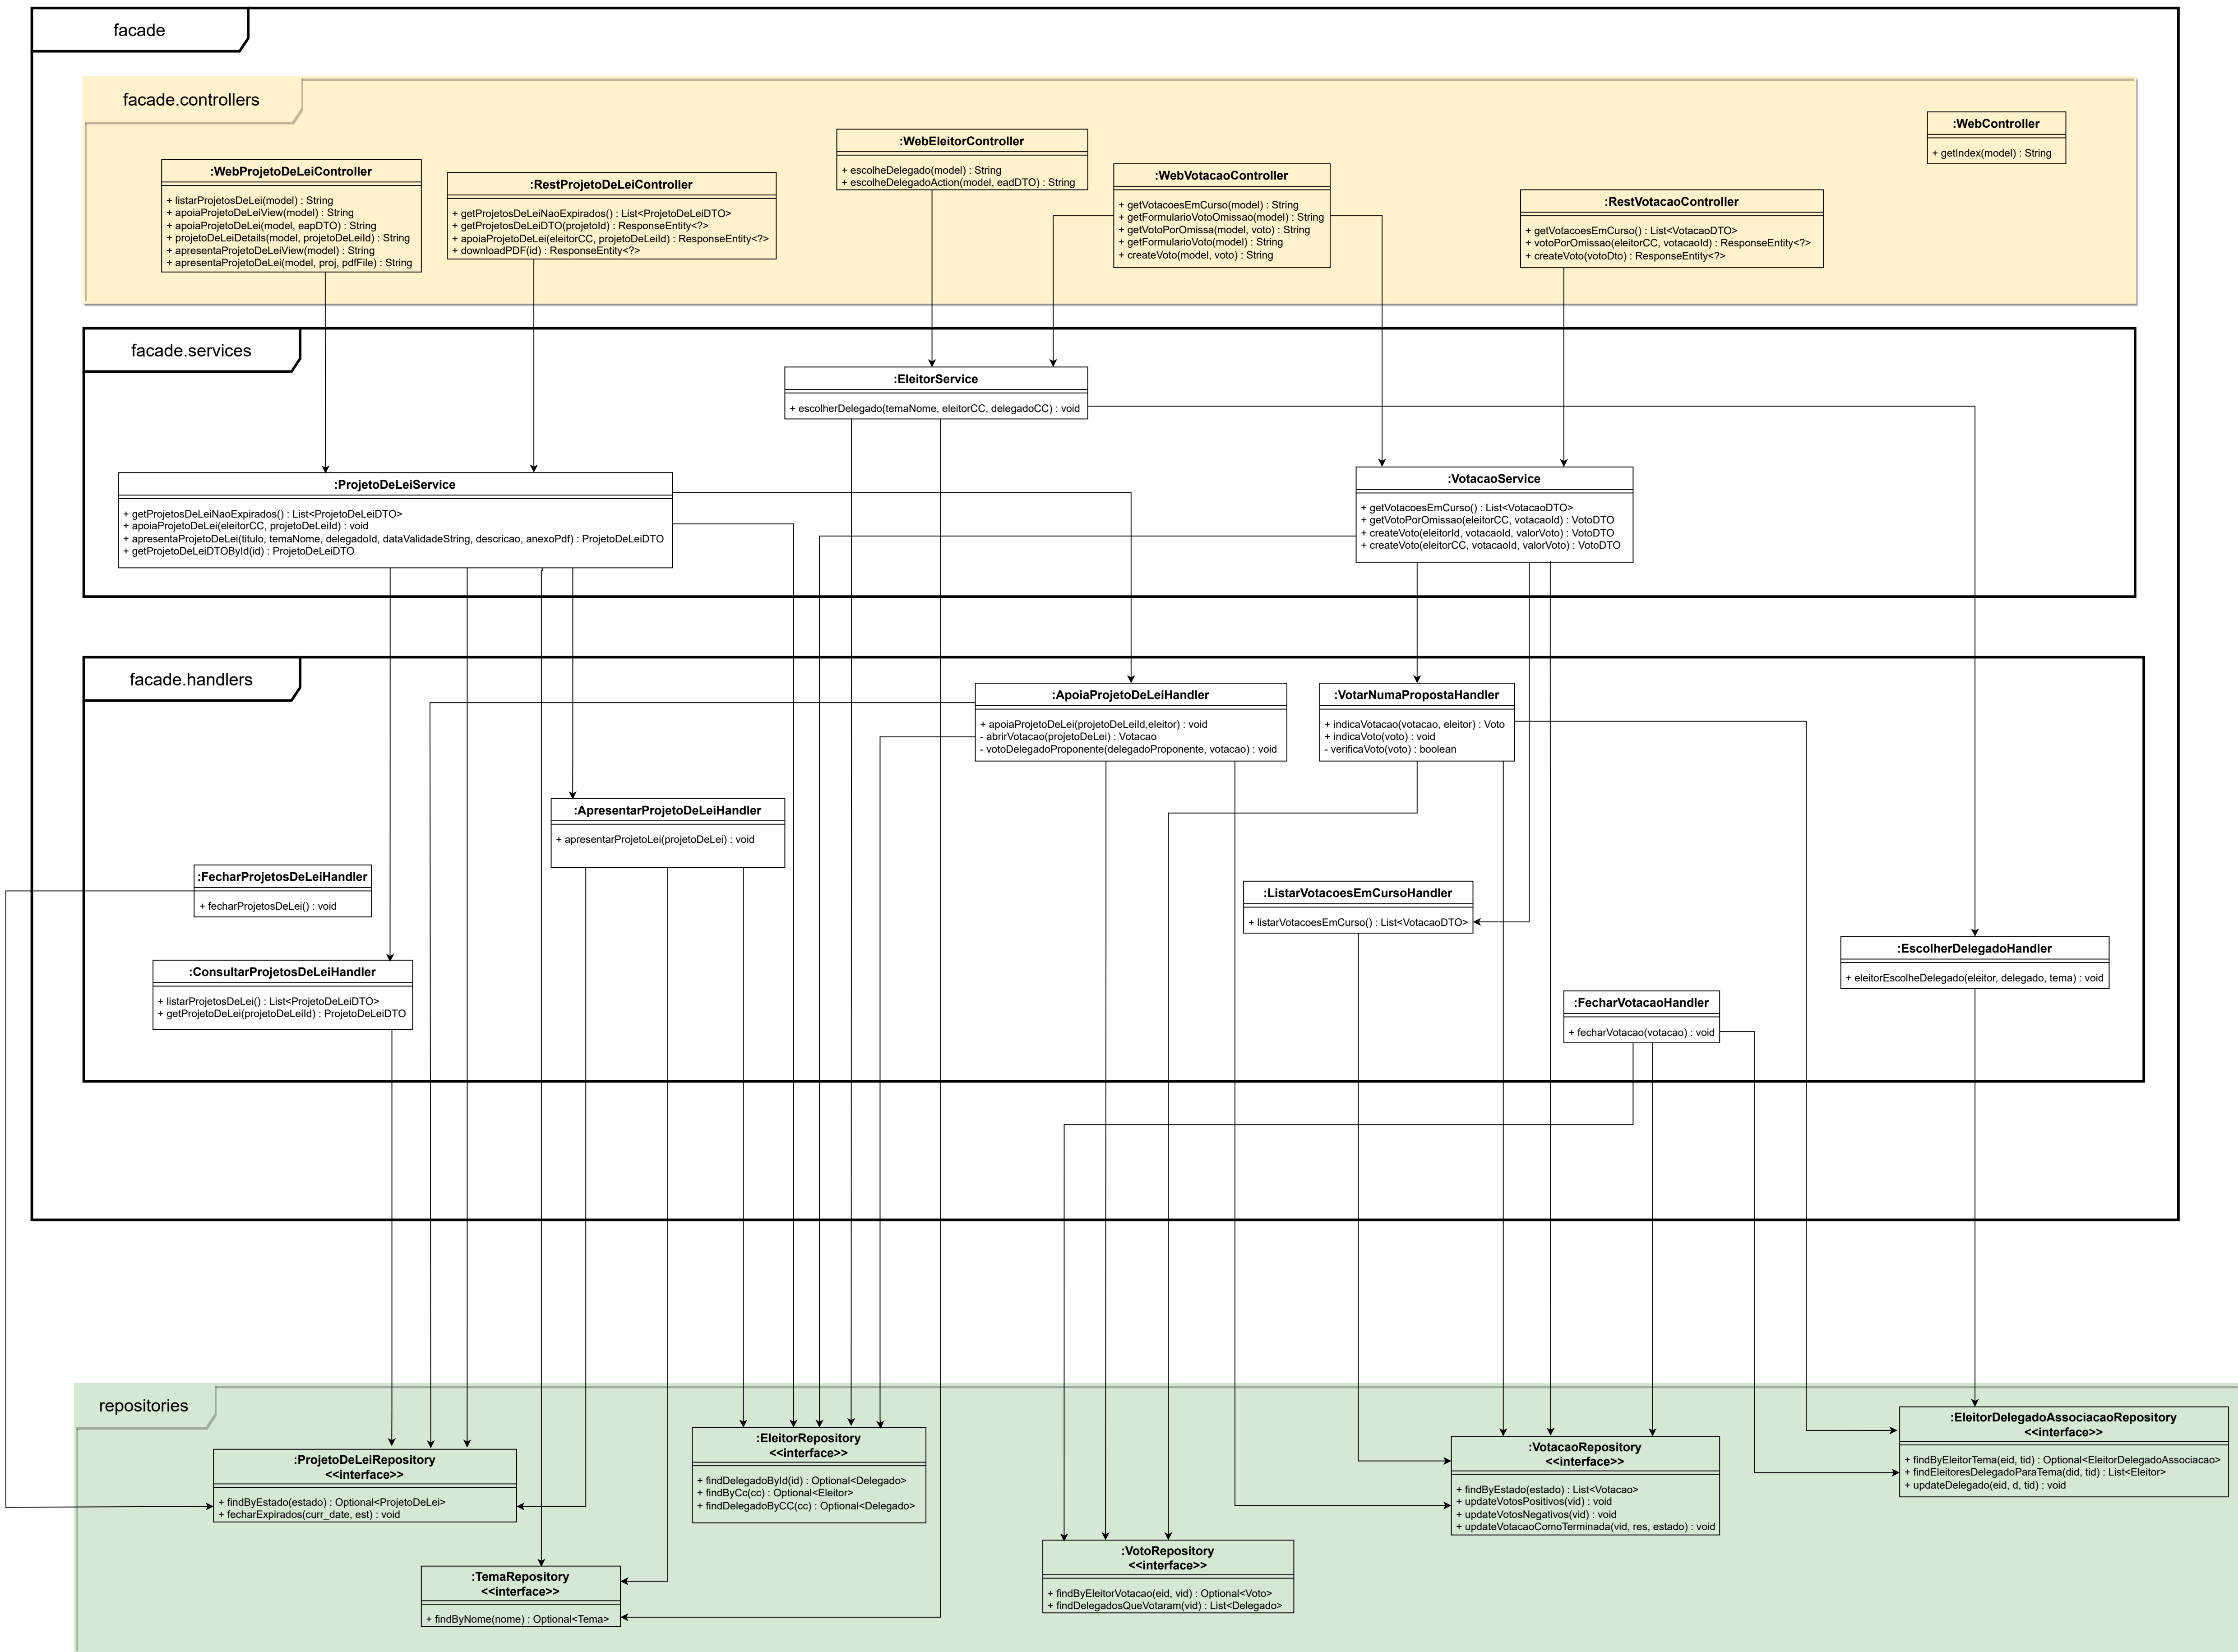 facade
facade.controllers
:WebProjetoDeLeiController
+ listarProjetosDeLei(model) : String
+ apoiaProjetoDeLeiView(model) : String
+ apoiaProjetoDeLei(model, eapDTO) : String
+ projetoDeLeiDetails(model, projetoDeLeiId) : String
+ apresentaProjetoDeLeiView(model) : String
+ apresentaProjetoDeLei(model, proj, pdfFile) : String
:RestProjetoDeLeiController
+ getProjetosDeLeiNaoExpirados() : List<ProjetoDeLeiDTO>
+ getProjetosDeLeiDTO(projetoId) : ResponseEntity<?>
+ apoiaProjetoDeLei(eleitorCC, projetoDeLeiId) : ResponseEntity<?>
+ downloadPDF(id) : ResponseEntity<?>
:WebEleitorController
+ escolheDelegado(model) : String
+ escolheDelegadoAction(model, eadDTO) : String
:WebVotacaoController
+ getVotacoesEmCurso(model) : String
+ getFormularioVotoOmissao(model) : String
+ getVotoPorOmissa(model, voto) : String
+ getFormularioVoto(model) : String
+ createVoto(model, voto) : String
:RestVotacaoController
+ getVotacoesEmCurso() : List<VotacaoDTO>
+ votoPorOmissao(eleitorCC, votacaoId) : ResponseEntity<?>
+ createVoto(votoDto) : ResponseEntity<?>
:WebController
+ getIndex(model) : String
facade.services
:EleitorService
+ escolherDelegado(temaNome, eleitorCC, delegadoCC) : void
:ProjetoDeLeiService
+ getProjetosDeLeiNaoExpirados() : List<ProjetoDeLeiDTO>
+ apoiaProjetoDeLei(eleitorCC, projetoDeLeiId) : void
+ apresentaProjetoDeLei(titulo, temaNome, delegadoId, dataValidadeString, descricao, anexoPdf) : ProjetoDeLeiDTO
+ getProjetoDeLeiDTOById(id) : ProjetoDeLeiDTO
:VotacaoService
+ getVotacoesEmCurso() : List<VotacaoDTO>
+ getVotoPorOmissao(eleitorCC, votacaoId) : VotoDTO
+ createVoto(eleitorId, votacaoId, valorVoto) : VotoDTO
+ createVoto(eleitorCC, votacaoId, valorVoto) : VotoDTO
facade.handlers
:ApoiaProjetoDeLeiHandler
+ apoiaProjetoDeLei(projetoDeLeiId,eleitor) : void
- abrirVotacao(projetoDeLei) : Votacao
- votoDelegadoProponente(delegadoProponente, votacao) : void
:VotarNumaPropostaHandler
+ indicaVotacao(votacao, eleitor) : Voto
+ indicaVoto(voto) : void
- verificaVoto(voto) : boolean
:ApresentarProjetoDeLeiHandler
+ apresentarProjetoLei(projetoDeLei) : void
:FecharProjetosDeLeiHandler
+ fecharProjetosDeLei() : void
:ListarVotacoesEmCursoHandler
+ listarVotacoesEmCurso() : List<VotacaoDTO>
:EscolherDelegadoHandler
+ eleitorEscolheDelegado(eleitor, delegado, tema) : void
:ConsultarProjetosDeLeiHandler
+ listarProjetosDeLei() : List<ProjetoDeLeiDTO>
+ getProjetoDeLei(projetoDeLeiId) : ProjetoDeLeiDTO
:FecharVotacaoHandler
+ fecharVotacao(votacao) : void
repositories
:ProjetoDeLeiRepository
<<interface>>
+ findByEstado(estado) : Optional<ProjetoDeLei>
+ fecharExpirados(curr_date, est) : void
:EleitorRepository
<<interface>>
+ findDelegadoById(id) : Optional<Delegado>
+ findByCc(cc) : Optional<Eleitor>
+ findDelegadoByCC(cc) : Optional<Delegado>
:VotacaoRepository
<<interface>>
+ findByEstado(estado) : List<Votacao>
+ updateVotosPositivos(vid) : void
+ updateVotosNegativos(vid) : void
+ updateVotacaoComoTerminada(vid, res, estado) : void
:EleitorDelegadoAssociacaoRepository
<<interface>>
+ findByEleitorTema(eid, tid) : Optional<EleitorDelegadoAssociacao>
+ findEleitoresDelegadoParaTema(did, tid) : List<Eleitor>
+ updateDelegado(eid, d, tid) : void
:TemaRepository
<<interface>>
+ findByNome(nome) : Optional<Tema>
:VotoRepository
<<interface>>
+ findByEleitorVotacao(eid, vid) : Optional<Voto>
+ findDelegadosQueVotaram(vid) : List<Delegado>